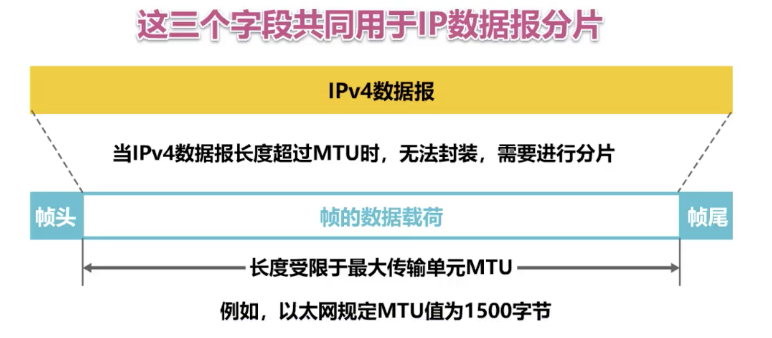 这三个字段共同用于IP数据报分片
IPv4数据报
当IPv4数据报长度超过MTU时，无法封装，需要进行分片
帧头 帧的数据载荷 帧尾
长度受限于最大传输单元MTU
例如，以太网规定MTU值为1500字节